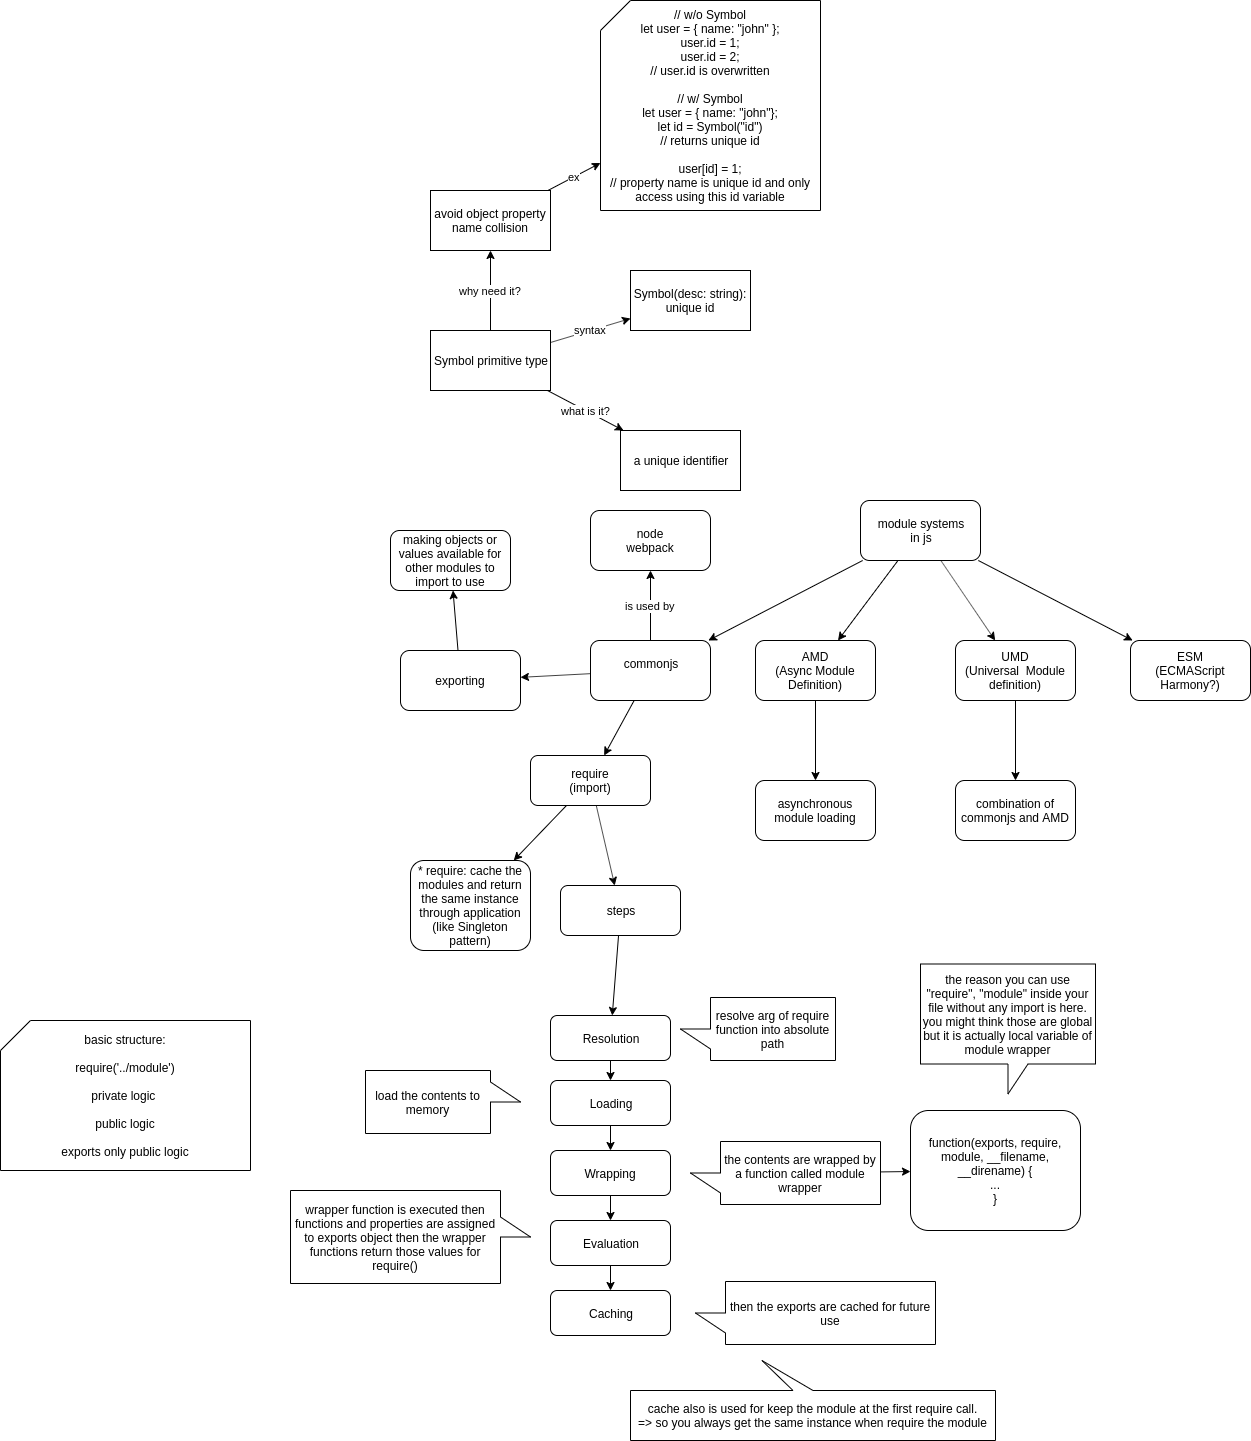 // w/o Symbol
let user = { name: "john" };
user.id = 1;
user.id = 2;
// user.id is overwritten
// w/ Symbol
let user = { name: "john"};
let id = Symbol("id")
// returns unique id
user[id] = 1;
// property name is unique id and only
access using this id variable
ex
avoid object property
name collision
why need it?
Symbol(desc: string):
unique id
syntax
Symbol primitive type
what is it?
a unique identifier
node
webpack
module systems
in js
making objects or
values available for
other modules to
import to use
is used by
commonjs
exporting
AMD
(Async Module
Definition)
UMD
(Universal  Module
definition)
ESM
(ECMAScript
Harmony?)
require
(import)
asynchronous
module loading
combination of
commonjs and AMD
* require: cache the
modules and return
the same instance
through application
(like Singleton
pattern)
steps
the reason you can use
"require", "module" inside your
file without any import is here.
you might think those are global
but it is actually local variable of
module wrapper
resolve arg of require
function into absolute
path
Resolution
basic structure:
require('../module')
private logic
public logic
exports only public logic
load the contents to
memory
Loading
function(exports, require,
module, __filename,
__direname) {
...
}
the contents are wrapped by
a function called module
wrapper
Wrapping
wrapper function is executed then
functions and properties are assigned
to exports object then the wrapper
functions return those values for
require()
Evaluation
Caching
then the exports are cached for future
use
cache also is used for keep the module at the first require call.
=> so you always get the same instance when require the module